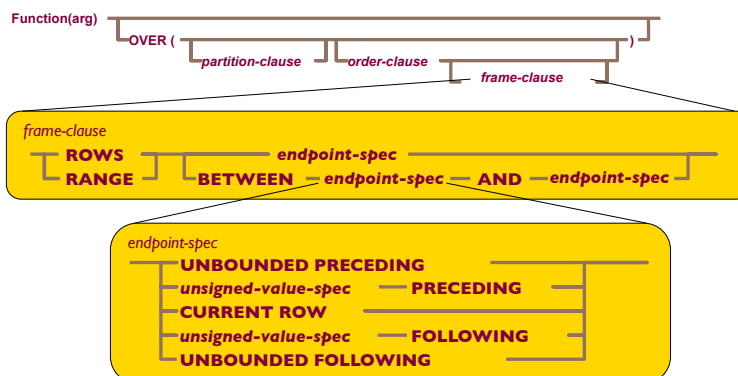 Function(arg)
OVER ( )
partition-clause order-clause
frame-clause
frame-clause
ROWS endpoint-spec
RANGE BETWEEN endpoint-spec AND endpoint-spec
endpoint-spec
UNBOUNDED PRECEDING
unsigned-value-spec PRECEDING
CURRENT ROW
unsigned-value-spec FOLLOWING
UNBOUNDED FOLLOWING